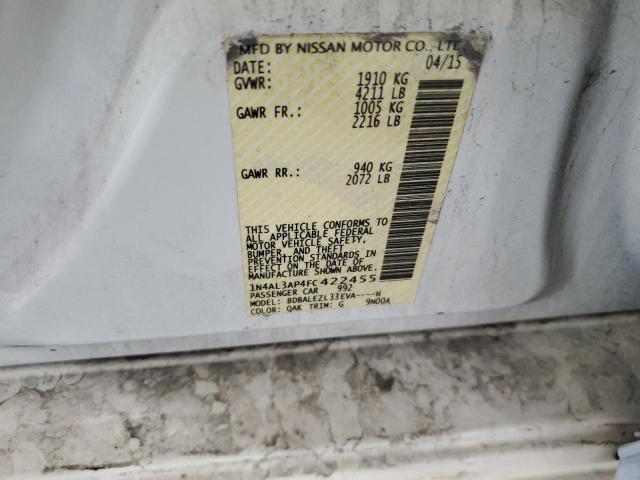 MFD BY NISSAN MOTOR CO., LTD
DATE: 04/15
GVWR: 1910 KG
4211 LB
GAWR FR.: 1005 KG
2216 LB
GAWR RR.: 940 KG
2072 LB
THIS VEHICLE CONFORMS TO
ALL APPLICABLE FEDERAL
MOTOR VEHICLE SAFETY,
BUMPER, AND THEFT
PREVENTION STANDARDS
IN EFFECT ON THE DATE OF
MANUFACTURE SHOWN ABOVE.
1N4AL3AP4FC422455
PASSENGER CAR 992
MODEL: BDBALEZL33EVA----H
COLOR: QAK TRIM: G 9N00A